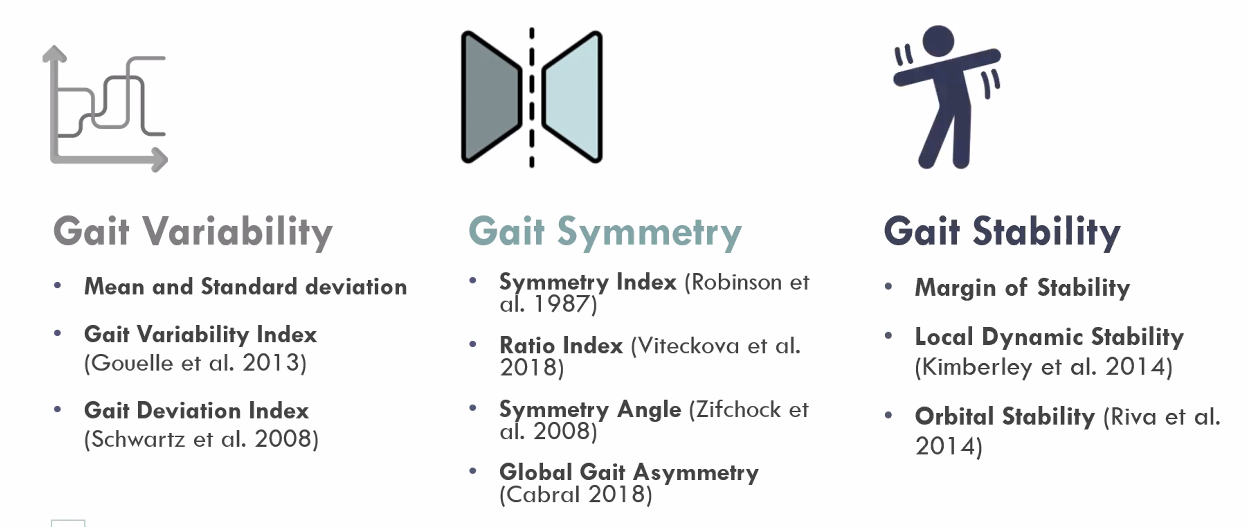 Gait Variability
• Mean and Standard deviation
• Gait Variability Index
(Gouelle et al. 2013)
• Gait Deviation Index
(Schwartz et al. 2008)
Gait Symmetry
• Symmetry Index (Robinson et
al. 1987)
• Ratio Index (Viteckova et al.
2018)
• Symmetry Angle (Zifchock et
al. 2008)
• Global Gait Asymmetry
(Cabral 2018)
Gait Stability
• Margin of Stability
• Local Dynamic Stability
(Kimberley et al. 2014)
• Orbital Stability (Riva et al.
2014)